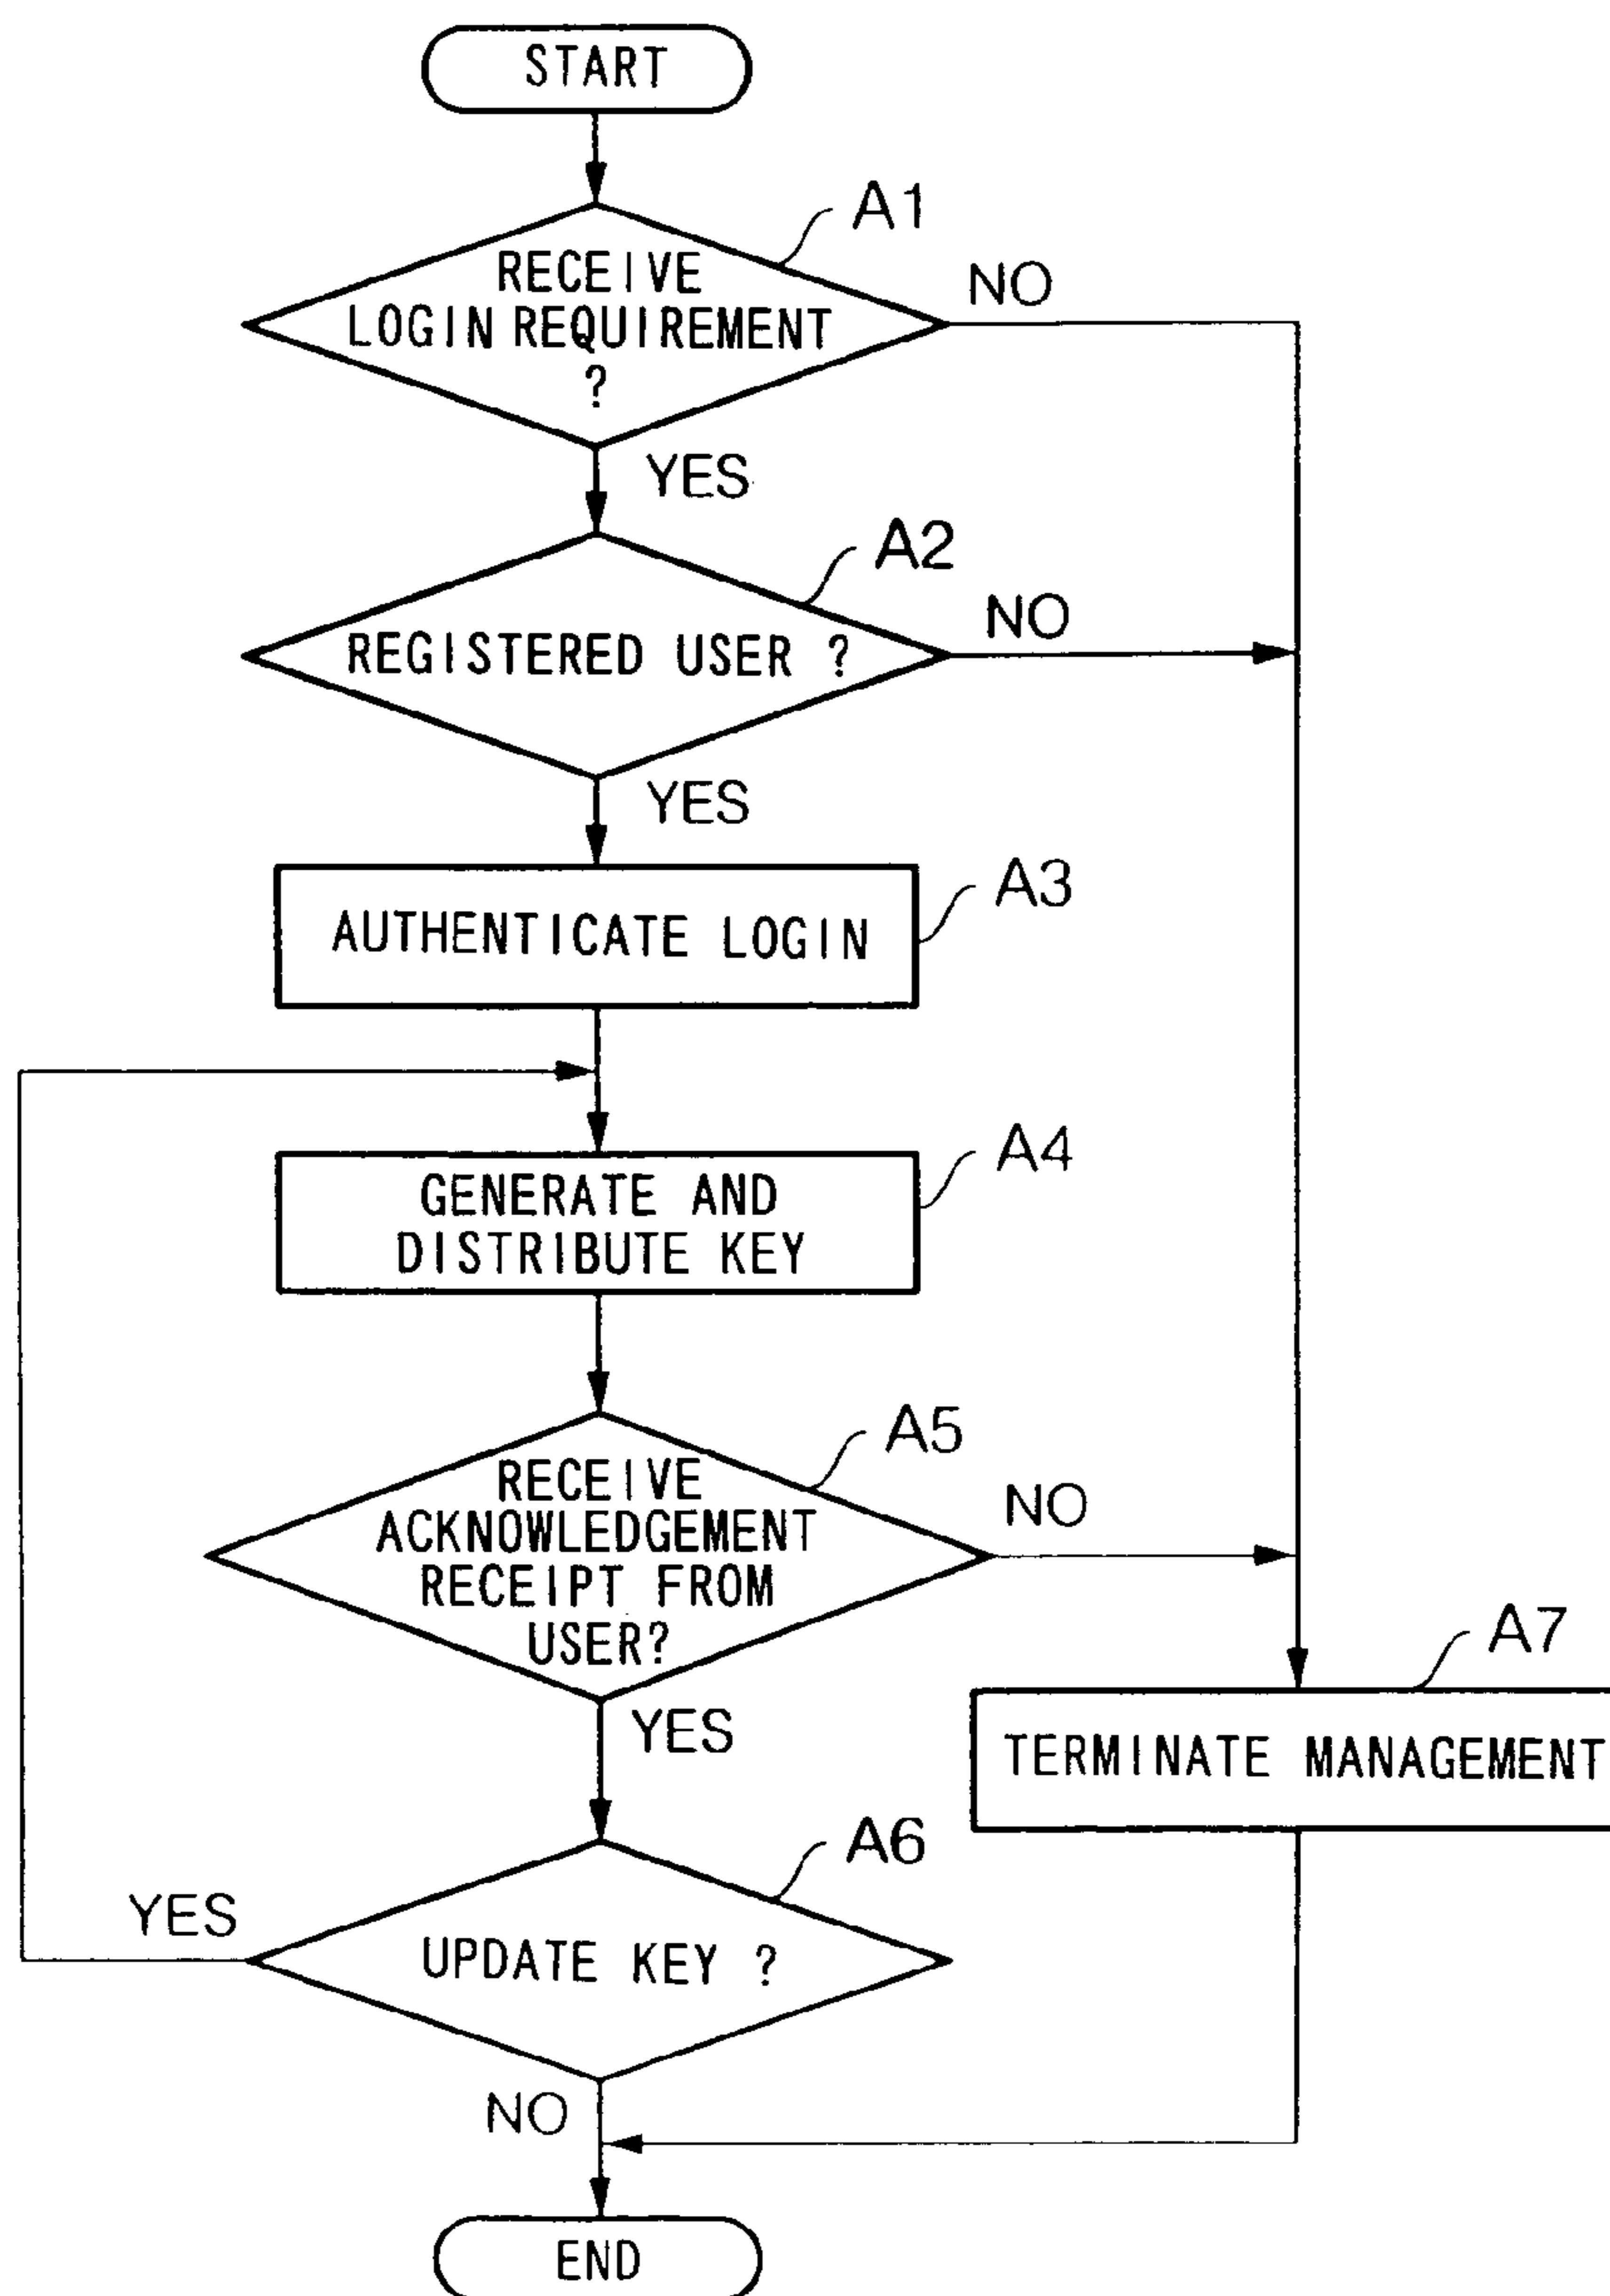 START
A1
RECEIVE
LOGIN REQUIREMENT
?
NO
YES
A2
REGISTERED USER ?
NO
YES
A3
AUTHENTICATE LOGIN
A4
GENERATE AND
DISTRIBUTE KEY
A5
RECEIVE
ACKNOWLEDGEMENT
RECEIPT FROM
USER?
NO
YES
A7
TERMINATE MANAGEMENT
A6
UPDATE KEY ?
YES
NO
END